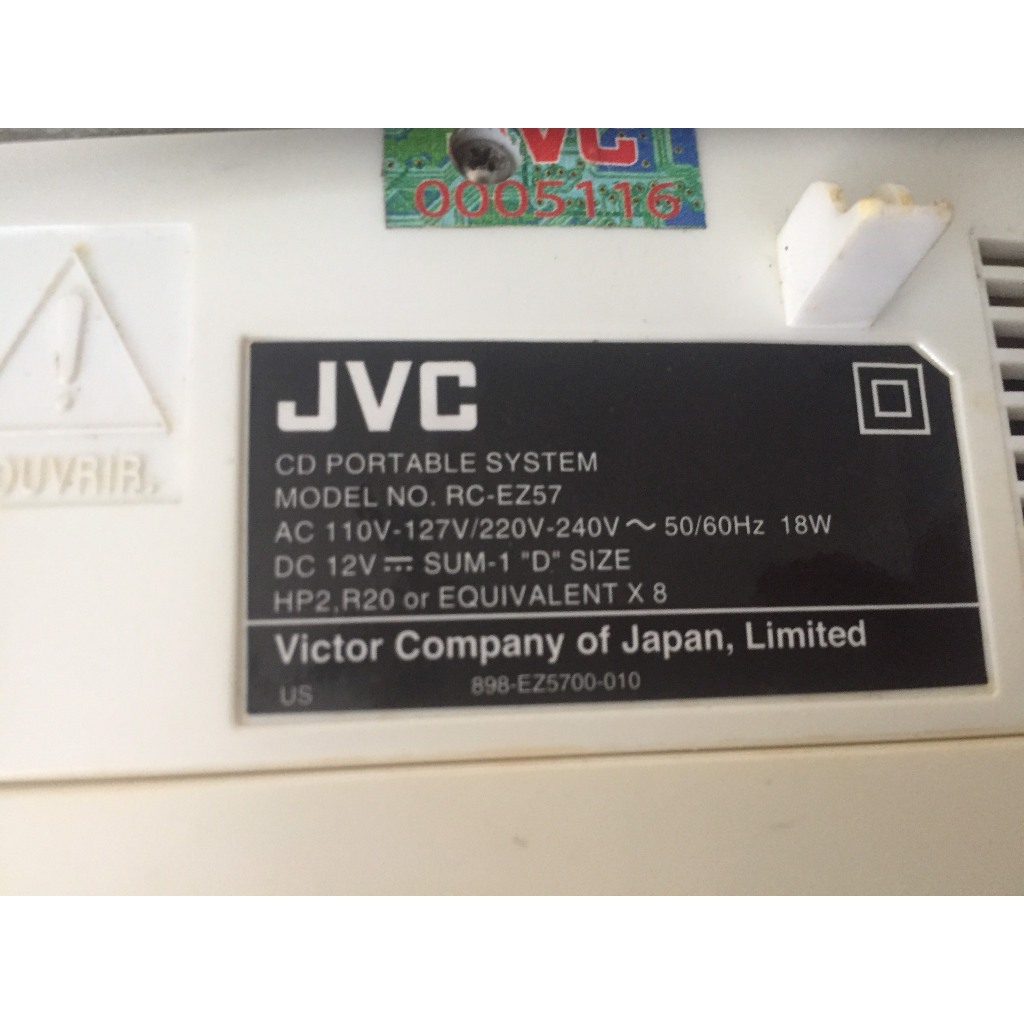 JVC
0005116
OUVRIR.
JVC
CD PORTABLE SYSTEM
MODEL NO. RC-EZ57
AC 110V-127V/220V-240V ~ 50/60Hz 18W
DC 12V ⎓ SUM-1 "D" SIZE
HP2,R20 or EQUIVALENT X 8
Victor Company of Japan, Limited
US 898-EZ5700-010